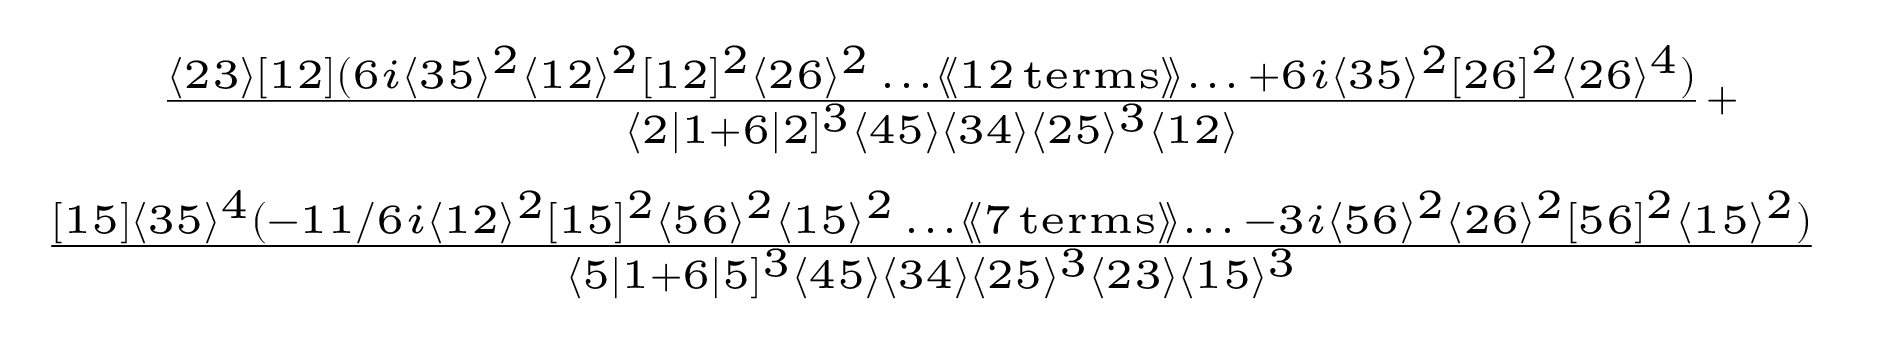 \frac{⟨23⟩[12](6i⟨35⟩^2⟨12⟩^2[12]^2⟨26⟩^2 …⟪12 terms⟫… +6i⟨35⟩^2[26]^2⟨26⟩^4)}{⟨2|1+6|2]^3⟨45⟩⟨34⟩⟨25⟩^3⟨12⟩} +
\frac{[15]⟨35⟩^4(−11/6i⟨12⟩^2[15]^2⟨56⟩^2⟨15⟩^2 …⟪7 terms⟫… −3i⟨56⟩^2⟨26⟩^2[56]^2⟨15⟩^2)}{⟨5|1+6|5]^3⟨45⟩⟨34⟩⟨25⟩^3⟨23⟩⟨15⟩^3}